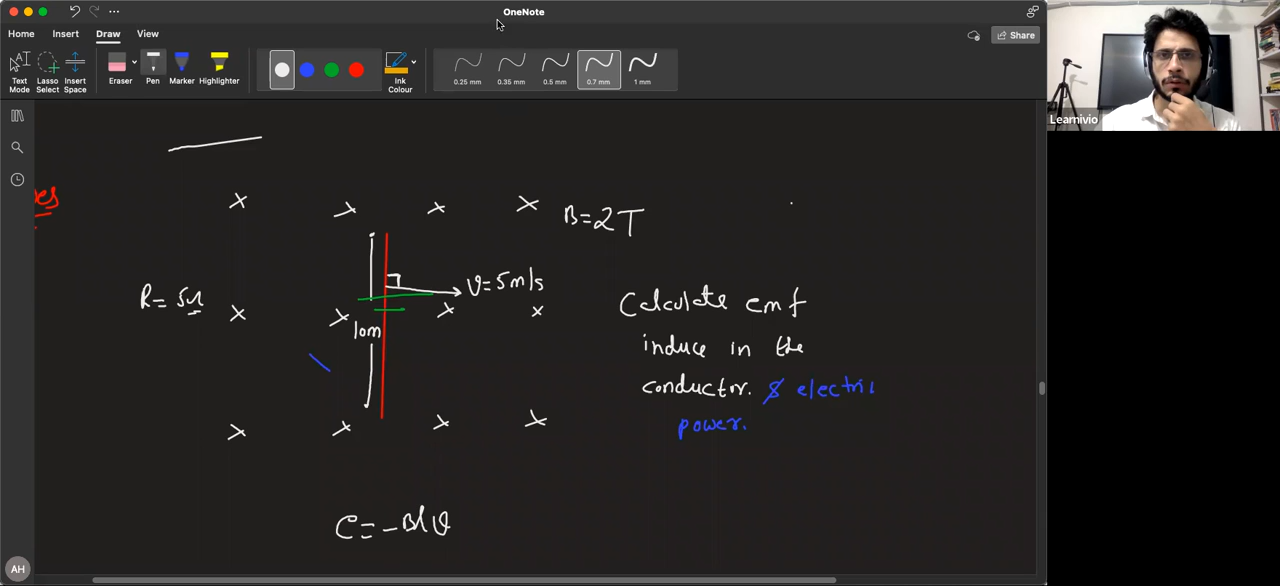 OneNote
Home Insert Draw View
Share
Text Mode
Lasso Select
Insert Space
Eraser
Pen
Marker
Highlighter
Ink Colour
0.25 mm
0.35 mm
0.5 mm
0.7 mm
1 mm
Learnivio
B=2T
R= 5Ω
v=5m/s
10m
Calculate emf
induce in the
conductor. & electric
power.
e=-Blv
AH